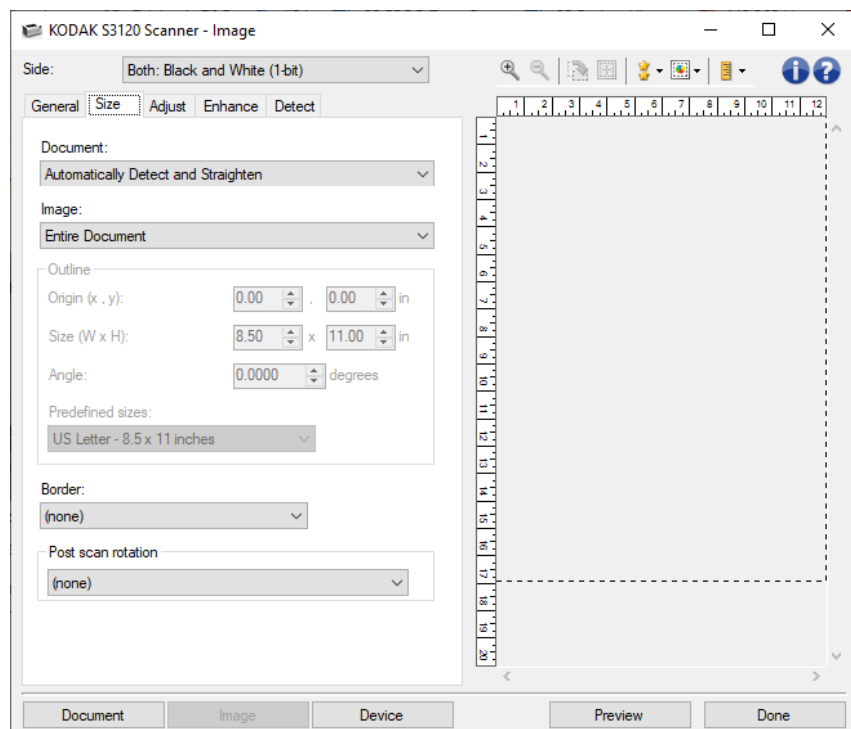 KODAK S3120 Scanner - Image
Side: Both: Black and White (1-bit)
General Size Adjust Enhance Detect
Document:
Automatically Detect and Straighten
Image:
Entire Document
Outline
Origin (x , y): 0.00 , 0.00 in
Size (W x H): 8.50 x 11.00 in
Angle: 0.0000 degrees
Predefined sizes:
US Letter - 8.5 x 11 inches
Border:
(none)
Post scan rotation
(none)
1 2 3 4 5 6 7 8 9 10 11 12
1
2
3
4
5
6
7
8
9
10
11
12
13
14
15
16
17
18
19
20
Document Image Device Preview Done